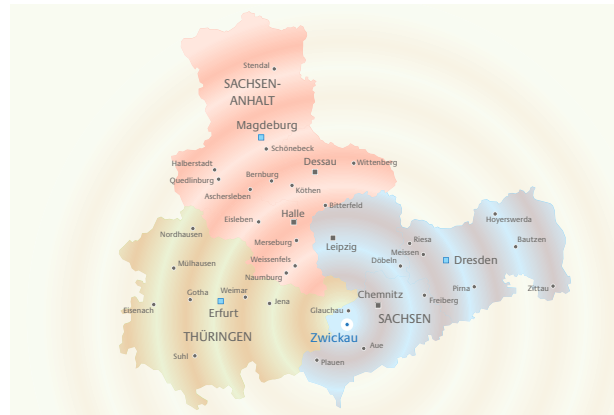 Stendal
SACHSEN-
ANHALT
Magdeburg
Schönebeck
Halberstadt
Dessau
Wittenberg
Quedlinburg
Bernburg
Aschersleben
Köthen
Bitterfeld
Eisleben
Halle
Hoyerswerda
Nordhausen
Merseburg
Leipzig
Riesa
Bautzen
Meissen
Mülhausen
Weissenfels
Döbeln
Dresden
Naumburg
Gotha
Weimar
Jena
Chemnitz
Pirna
Zittau
Eisenach
Erfurt
Glauchau
Freiberg
SACHSEN
THÜRINGEN
Zwickau
Aue
Suhl
Plauen